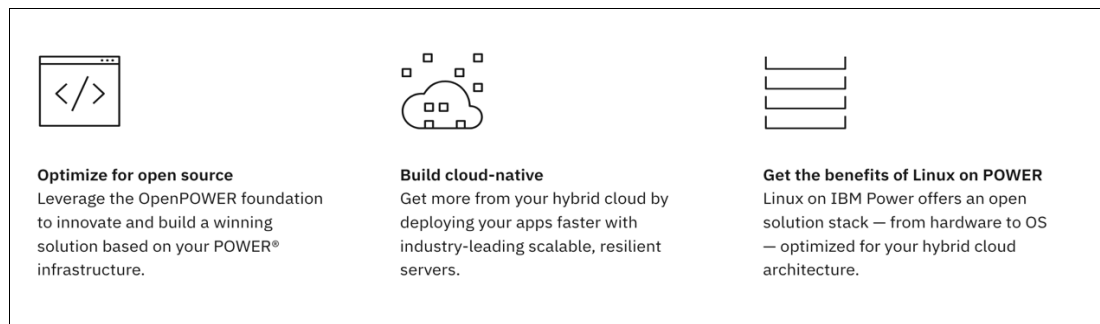 Optimize for open source
Leverage the OpenPOWER foundation
to innovate and build a winning
solution based on your POWER®
infrastructure.
Build cloud-native
Get more from your hybrid cloud by
deploying your apps faster with
industry-leading scalable, resilient
servers.
Get the benefits of Linux on POWER
Linux on IBM Power offers an open
solution stack — from hardware to OS
— optimized for your hybrid cloud
architecture.